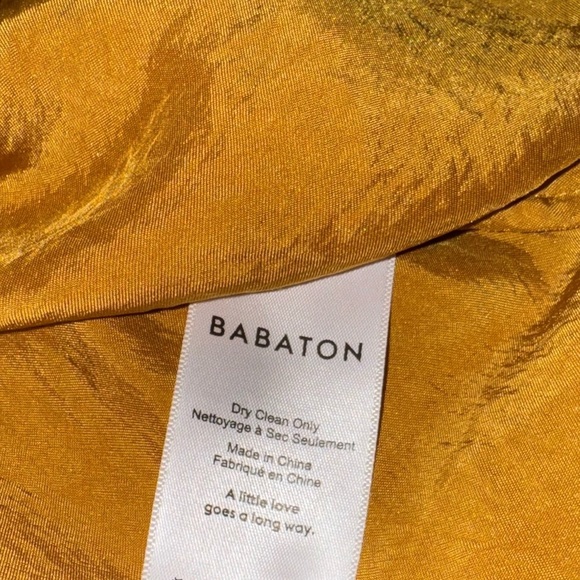 BABATON
Dry Clean Only
Nettoyage à Sec Seulement
Made in China
Fabriqué en Chine
A little love
goes a long way.